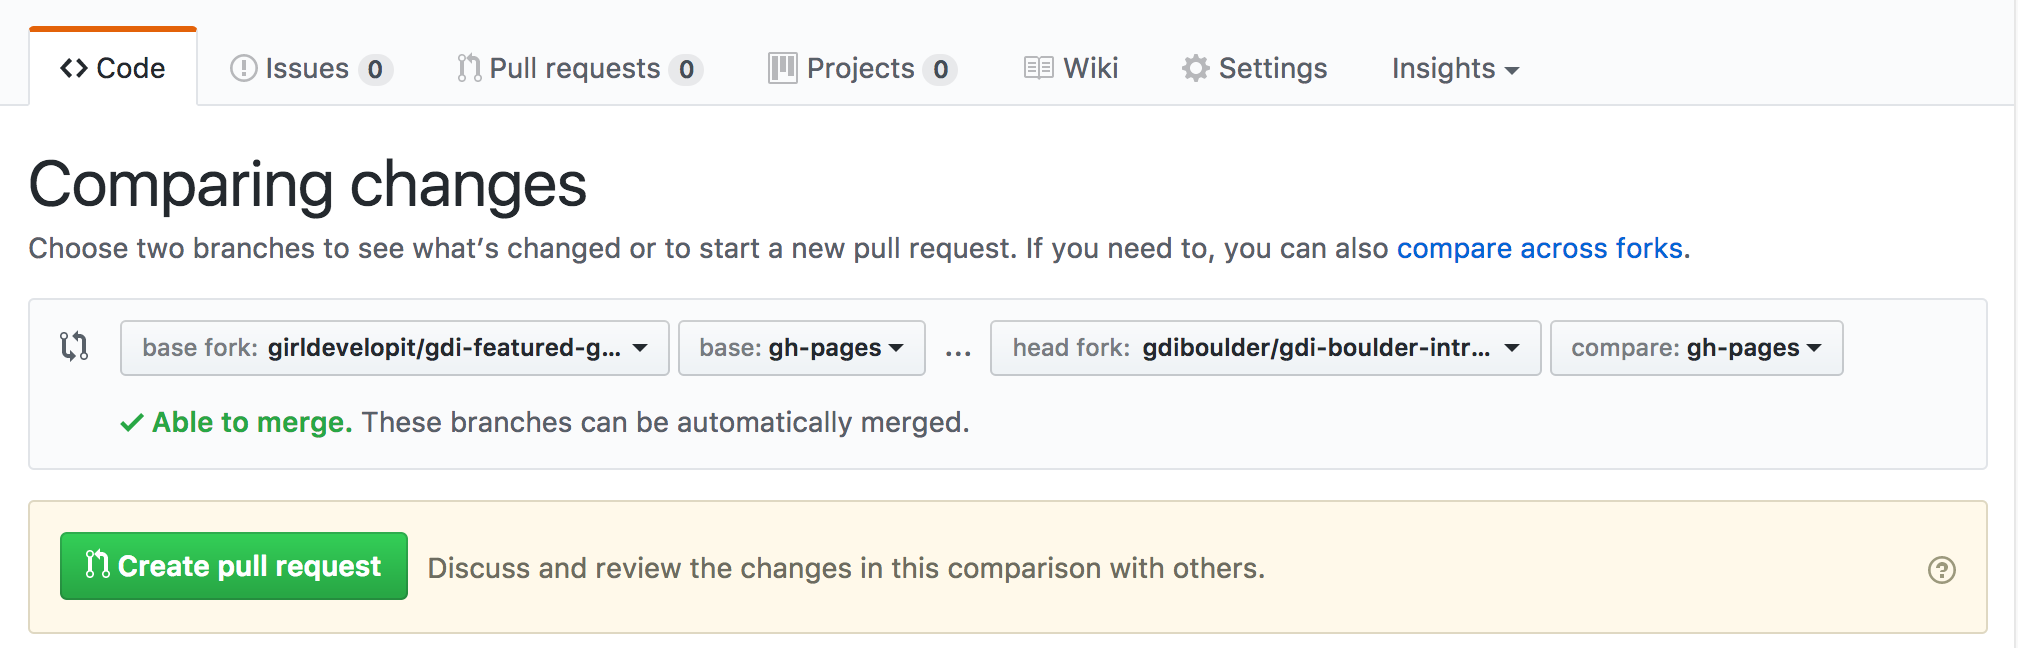 Code Issues 0 Pull requests 0 Projects 0 Wiki Settings Insights
Comparing changes
Choose two branches to see what’s changed or to start a new pull request. If you need to, you can also compare across forks.
base fork: girldevelopit/gdi-featured-g... base: gh-pages ... head fork: gdiboulder/gdi-boulder-intr... compare: gh-pages
Able to merge. These branches can be automatically merged.
Create pull request Discuss and review the changes in this comparison with others.